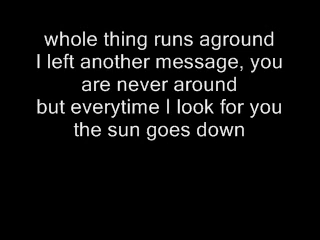 whole thing runs aground
I left another message, you
are never around
but everytime I look for you
the sun goes down